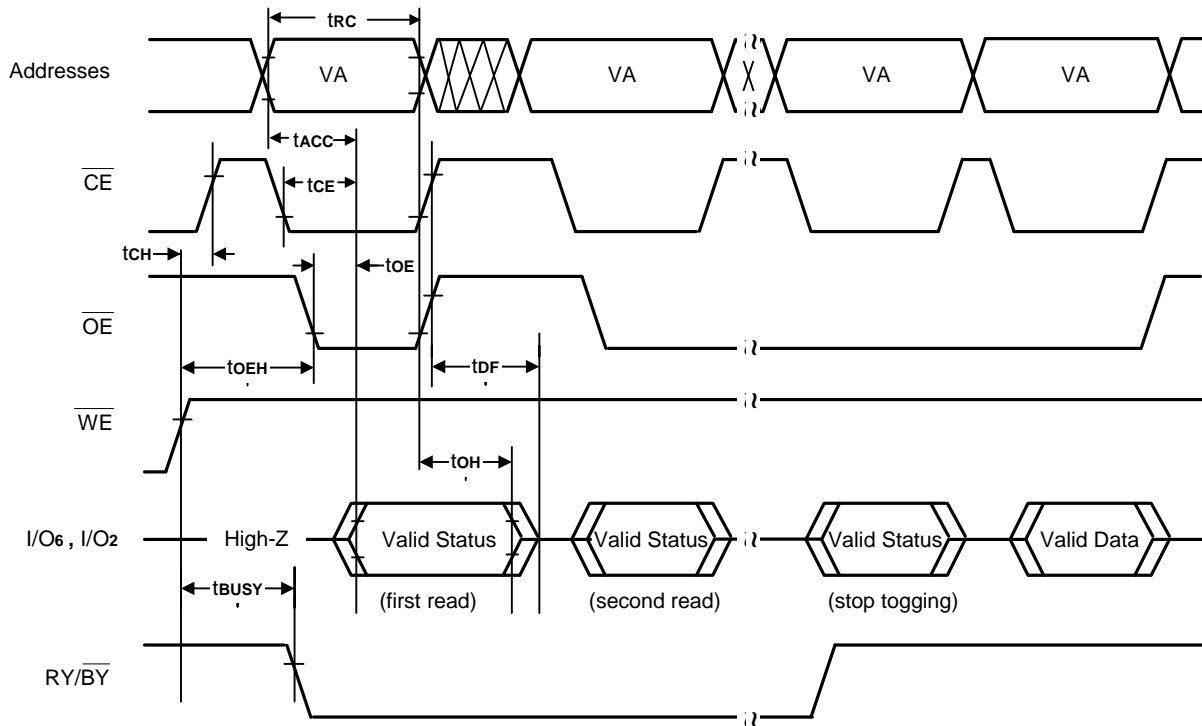 tRC
Addresses VA VA VA VA
tACC
CE
tCE
tCH
tOE
OE
tOEH
tDF
WE
tOH
I/O6 , I/O2 High-Z Valid Status Valid Status Valid Status Valid Data
tBUSY
(first read) (second read) (stop togging)
RY/BY